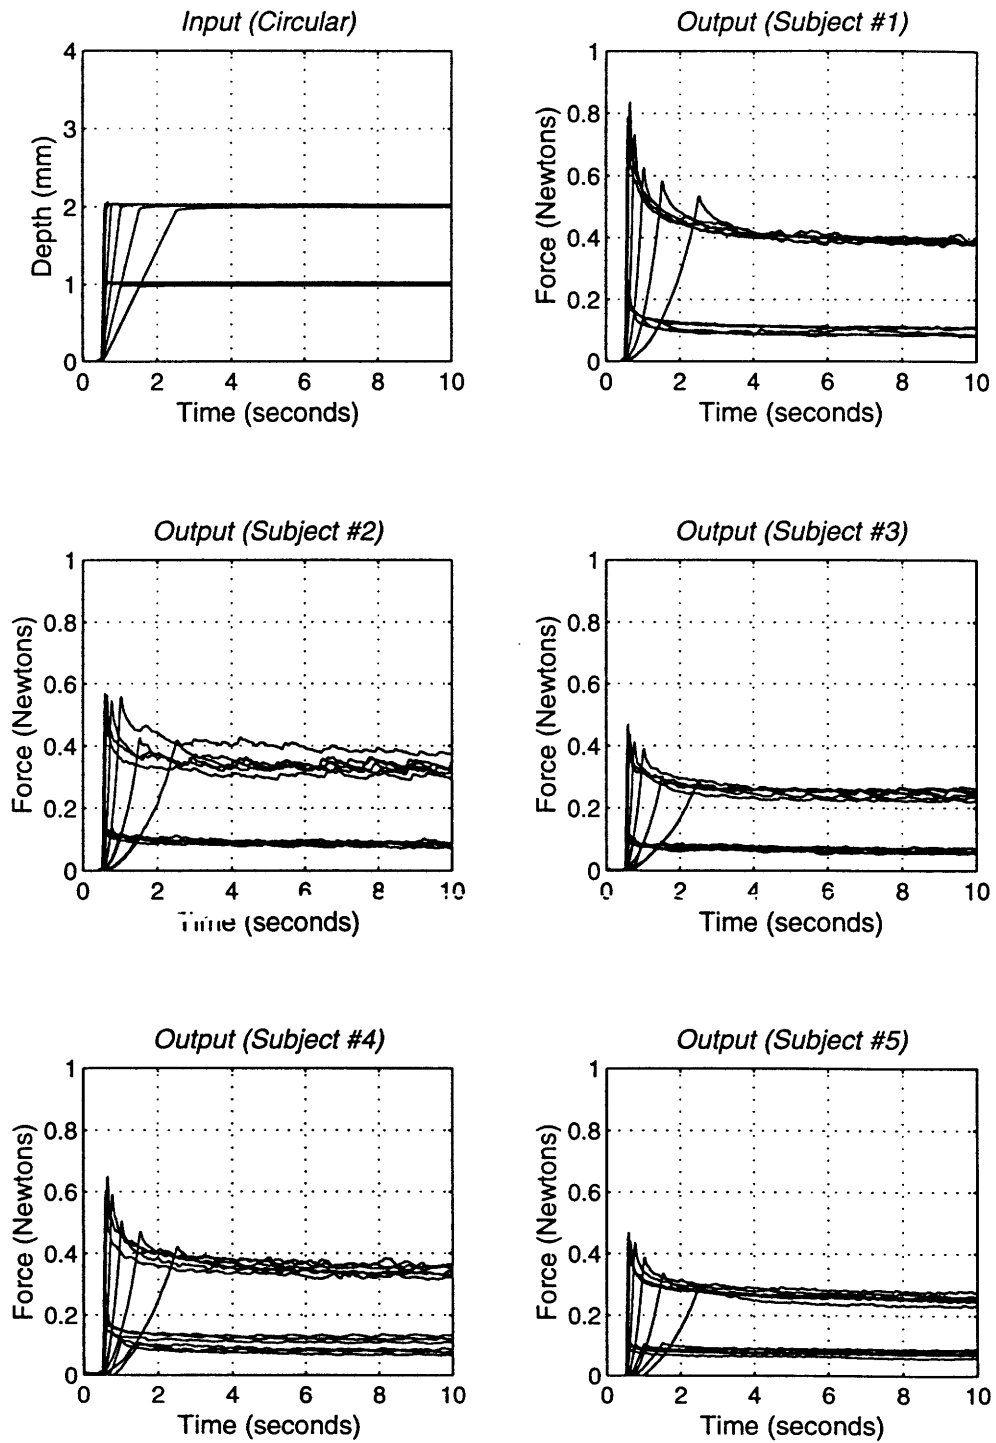 Input (Circular)
Output (Subject #1)
4
3
2
1
0
Depth (mm)
0 2 4 6 8 10
Time (seconds)
1
0.8
0.6
0.4
0.2
0
Force (Newtons)
0 2 4 6 8 10
Time (seconds)
Output (Subject #2)
Output (Subject #3)
1
0.8
0.6
0.4
0.2
0
Force (Newtons)
0 2 4 6 8 10
Time (seconds)
1
0.8
0.6
0.4
0.2
0
Force (Newtons)
0 2 4 6 8 10
Time (seconds)
Output (Subject #4)
Output (Subject #5)
1
0.8
0.6
0.4
0.2
0
Force (Newtons)
0 2 4 6 8 10
Time (seconds)
1
0.8
0.6
0.4
0.2
0
Force (Newtons)
0 2 4 6 8 10
Time (seconds)